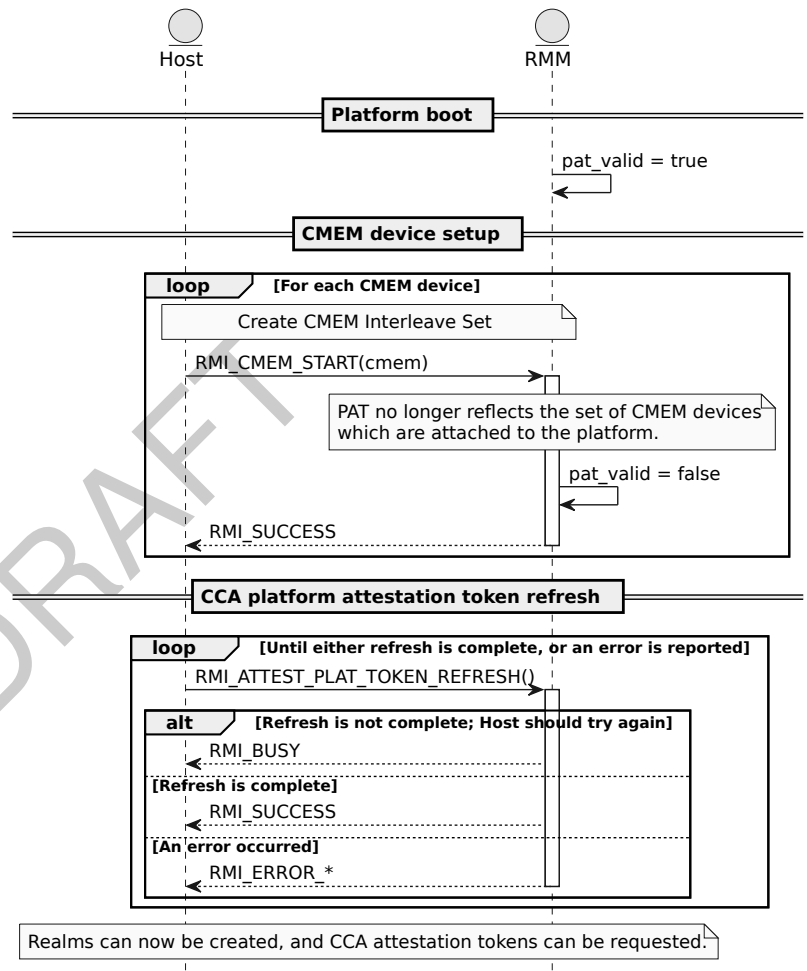 Host
RMM
Platform boot
pat_valid = true
CMEM device setup
loop
[For each CMEM device]
Create CMEM Interleave Set
RMI_CMEM_START(cmem)
PAT no longer reflects the set of CMEM devices
which are attached to the platform.
pat_valid = false
RMI_SUCCESS
DRAFT
CCA platform attestation token refresh
loop
[Until either refresh is complete, or an error is reported]
RMI_ATTEST_PLAT_TOKEN_REFRESH()
alt
[Refresh is not complete; Host should try again]
RMI_BUSY
[Refresh is complete]
RMI_SUCCESS
[An error occurred]
RMI_ERROR_*
Realms can now be created, and CCA attestation tokens can be requested.